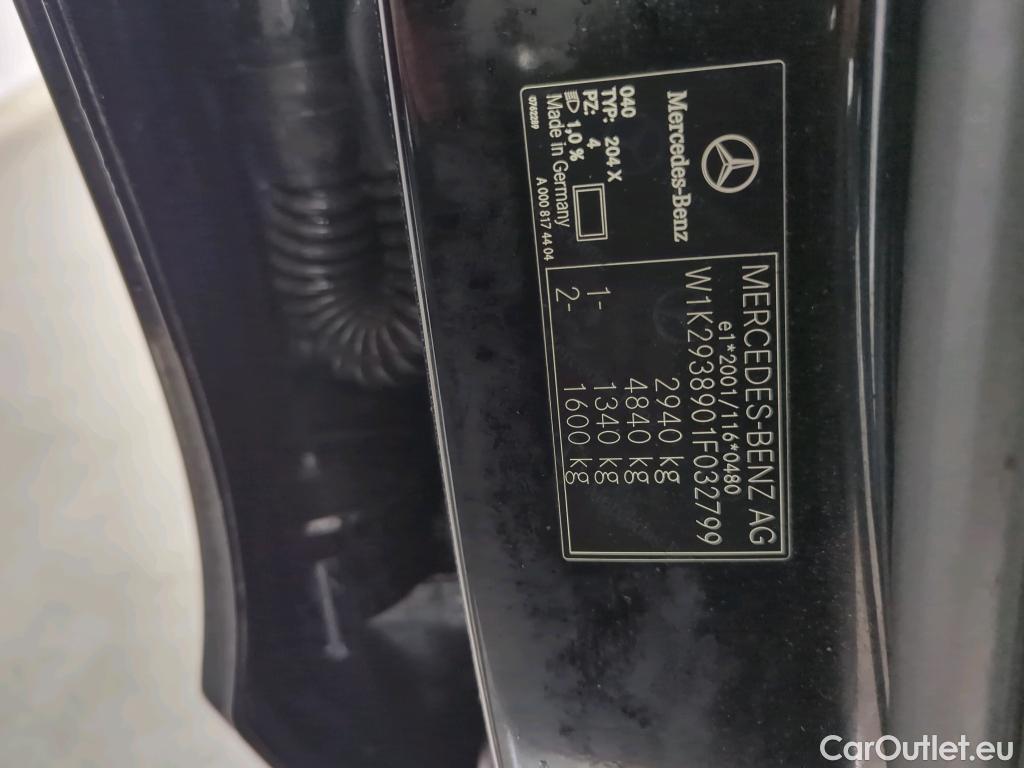 MERCEDES-BENZ AG
e1*2001/116*0480
W1K2938901F032799
2940 kg
4840 kg
1- 1340 kg
2- 1600 kg
Mercedes-Benz
040
TYP: 204 X
PZ: 4
1,0 %
Made in Germany
A 000 817 44 04
CarOutlet.eu